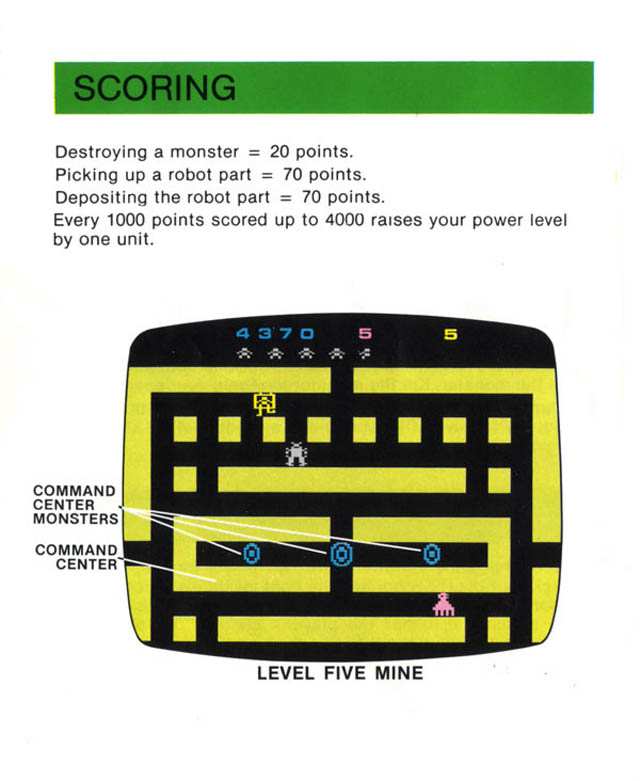 SCORING
Destroying a monster = 20 points.
Picking up a robot part = 70 points.
Depositing the robot part = 70 points.
Every 1000 points scored up to 4000 raises your power level
by one unit.
4370 5 5
COMMAND
CENTER
MONSTERS
COMMAND
CENTER
LEVEL FIVE MINE